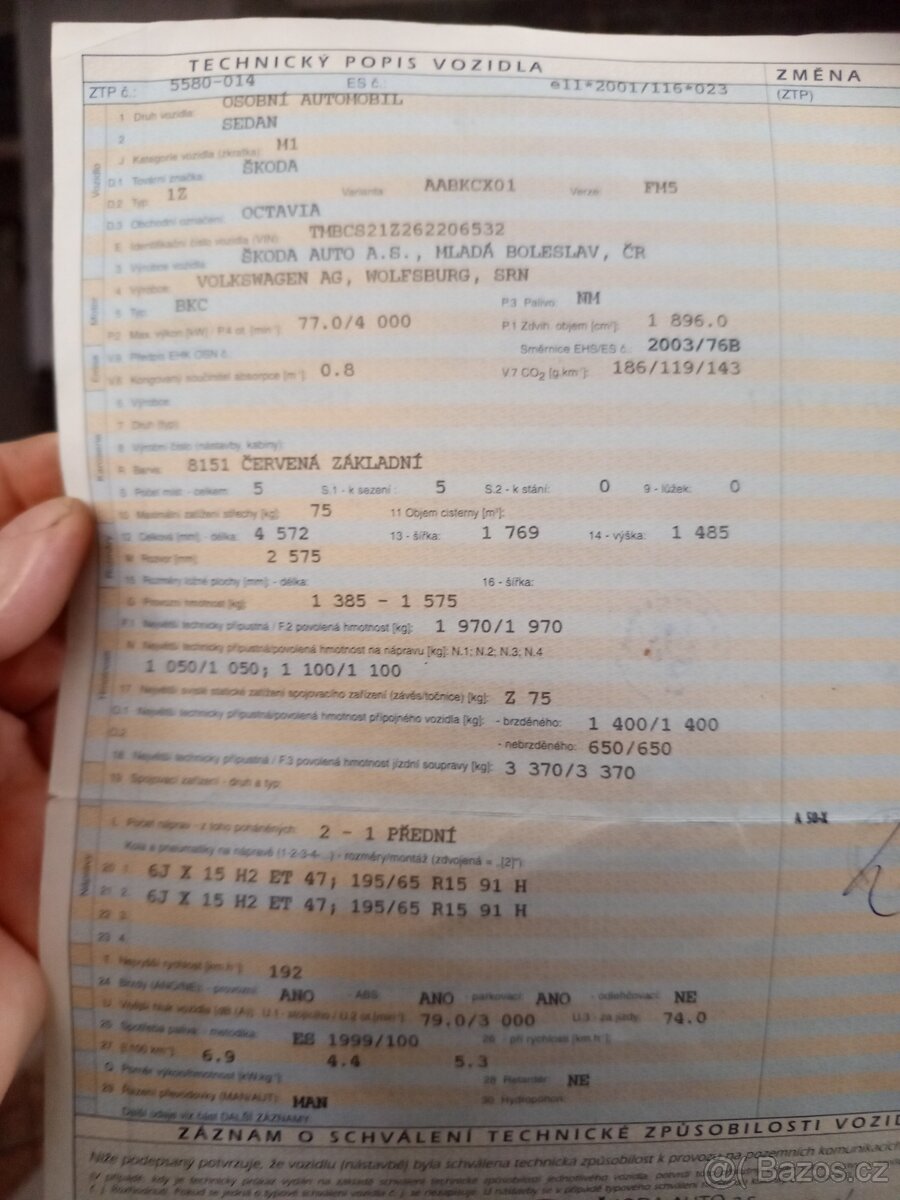 TECHNICKÝ POPIS VOZIDLA
ZMĚNA
ZTP č.: 5580-014 ES č.: e11*2001/116*023 (ZTP)
1 Druh vozidla: OSOBNÍ AUTOMOBIL
2 SEDAN
J Kategorie vozidla (zkratka): M1
D.1 Tovární značka: ŠKODA
D.2 Typ: 1Z Varianta: AABKCX01 Verze: FM5
D.3 Obchodní označení: OCTAVIA
E Identifikační číslo vozidla (VIN): TMBCS21Z262206532
3 Výrobce vozidla: ŠKODA AUTO A.S., MLADÁ BOLESLAV, ČR
4 Výrobce: VOLKSWAGEN AG, WOLFSBURG, SRN
5 Typ: BKC P.3 Palivo: NM
P.2 Max. výkon [kW] / P.4 ot. [min⁻¹]: 77.0/4 000 P.1 Zdvih. objem [cm³]: 1 896.0
V.9 Předpis EHK OSN č. Směrnice EHS/ES č.: 2003/76B
V.6 Korigovaný součinitel absorpce [m⁻¹]: 0.8 V.7 CO₂ [g.km⁻¹]: 186/119/143
6 Výrobce:
7 Druh (typ):
8 Výrobní číslo (nástavby, kabiny):
R Barva: 8151 ČERVENÁ ZÁKLADNÍ
S Počet míst - celkem: 5 S.1 - k sezení: 5 S.2 - k stání: 0 9 - lůžek: 0
10 Maximální zatížení střechy [kg]: 75 11 Objem cisterny [m³]:
12 Celková [mm]: - délka: 4 572 13 - šířka: 1 769 14 - výška: 1 485
M Rozvor [mm]: 2 575
15 Rozměry ložné plochy [mm]: - délka: 16 - šířka:
G Provozní hmotnost [kg]: 1 385 - 1 575
F.1 Největší technicky přípustná / F.2 povolená hmotnost [kg]: 1 970/1 970
N Největší technicky přípustná/povolená hmotnost na nápravu [kg]: N.1; N.2; N.3; N.4
1 050/1 050; 1 100/1 100
17 Největší svislé statické zatížení spojovacího zařízení (závěs/točnice) [kg]: Z 75
O.1 Největší technicky přípustná/povolená hmotnost přípojného vozidla [kg]: - brzděného: 1 400/1 400
O.2 - nebrzděného: 650/650
18 Největší technicky přípustná / F.3 povolená hmotnost jízdní soupravy [kg]: 3 370/3 370
19 Spojovací zařízení - druh a typ:
A 50-X
L Počet náprav - z toho poháněných: 2 - 1 PŘEDNÍ
Kola a pneumatiky na nápravě (1-2-3-4-...) - rozměry/montáž (zdvojená = ..[2]"):
20 1. 6J X 15 H2 ET 47; 195/65 R15 91 H
21 2. 6J X 15 H2 ET 47; 195/65 R15 91 H
22 3.
23 4.
T Nejvyšší rychlost [km.h⁻¹]: 192
24 Brzdy (ANO/NE): - provozní: ANO - ABS: ANO - parkovací: ANO - odlehčovací: NE
U Vnější hluk vozidla [dB (A)]: U.1 - stojícího / U.2 ot.[min⁻¹]: 79.0/3 000 U.3 - za jízdy: 74.0
25 Spotřeba paliva - metodika: ES 1999/100 26 - při rychlosti [km.h⁻¹]:
27 [l.100 km⁻¹]: 6.9 4.4 5.3
Q Poměr výkon/hmotnost [kW.kg⁻¹]: 28 Retardér: NE
29 Řazení převodovky (MAN/AUT): MAN 30 Hydropohon:
Další údaje viz část DALŠÍ ZÁZNAMY
ZÁZNAM O SCHVÁLENÍ TECHNICKÉ ZPŮSOBILOSTI VOZID
Níže podepsaný potvrzuje, že vozidlo (nástavbě) byla schválena technická způsobilost k provozu na pozemních komunikacích
Bazos.cz